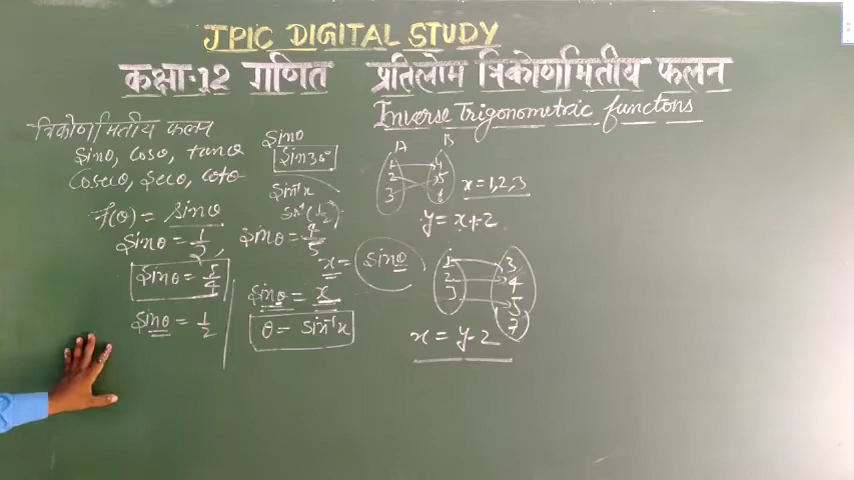 JPIC DIGITAL STUDY
कक्षा-12 गणित प्रतिलोम त्रिकोणमितीय फलन
Inverse Trigonometric functons
त्रिकोणमितीय फलन
sinθ, cosθ, tanθ
cosecθ, secθ, cotθ
f(θ) = sinθ
sinθ = 1/2,
sinθ = 5/4
sinθ = 1/2
sinθ
sin30°
sin⁻¹x
sin⁻¹(1/2)
sinθ = 4/5
x = sinθ
sinθ = x
θ = sin⁻¹x
A B
1 4
2 5
3 6
x = 1,2,3
y = x+2
1 3
2 4
3 5
7
x = y-2